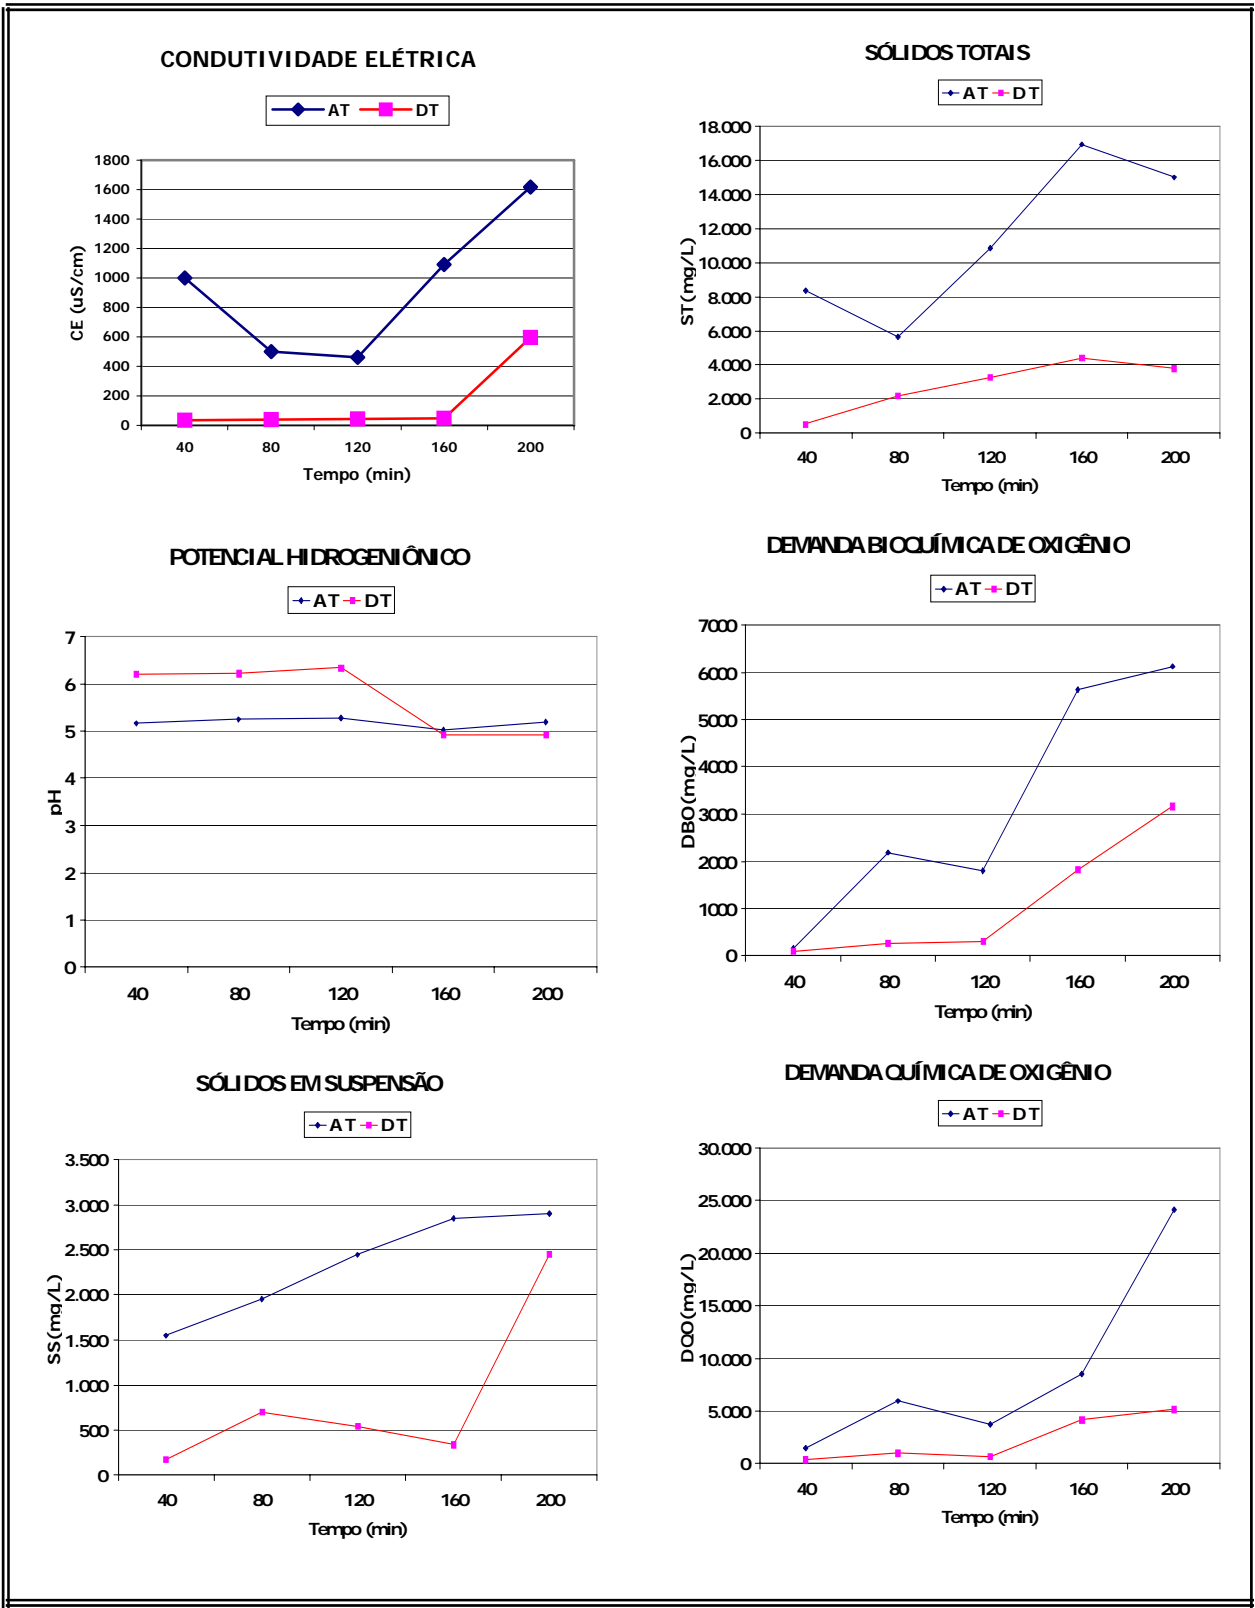 CONDUTIVIDADE ELÉTRICA
AT DT
1800
1600
1400
1200
1000
800
600
400
200
0
CE (uS/cm)
40 80 120 160 200
Tempo (min)
SÓLIDOS TOTAIS
AT DT
18.000
16.000
14.000
12.000
10.000
8.000
6.000
4.000
2.000
0
ST(mg/L)
40 80 120 160 200
Tempo (min)
POTENCIAL HIDROGENIÔNICO
AT DT
7
6
5
4
3
2
1
0
pH
40 80 120 160 200
Tempo (min)
DEMANDA BIOQUÍMICA DE OXIGÊNIO
AT DT
7000
6000
5000
4000
3000
2000
1000
0
DBO(mg/L)
40 80 120 160 200
Tempo (min)
SÓLIDOS EM SUSPENSÃO
AT DT
3.500
3.000
2.500
2.000
1.500
1.000
500
0
SS(mg/L)
40 80 120 160 200
Tempo (min)
DEMANDA QUÍMICA DE OXIGÊNIO
AT DT
30.000
25.000
20.000
15.000
10.000
5.000
0
DQO(mg/L)
40 80 120 160 200
Tempo (min)